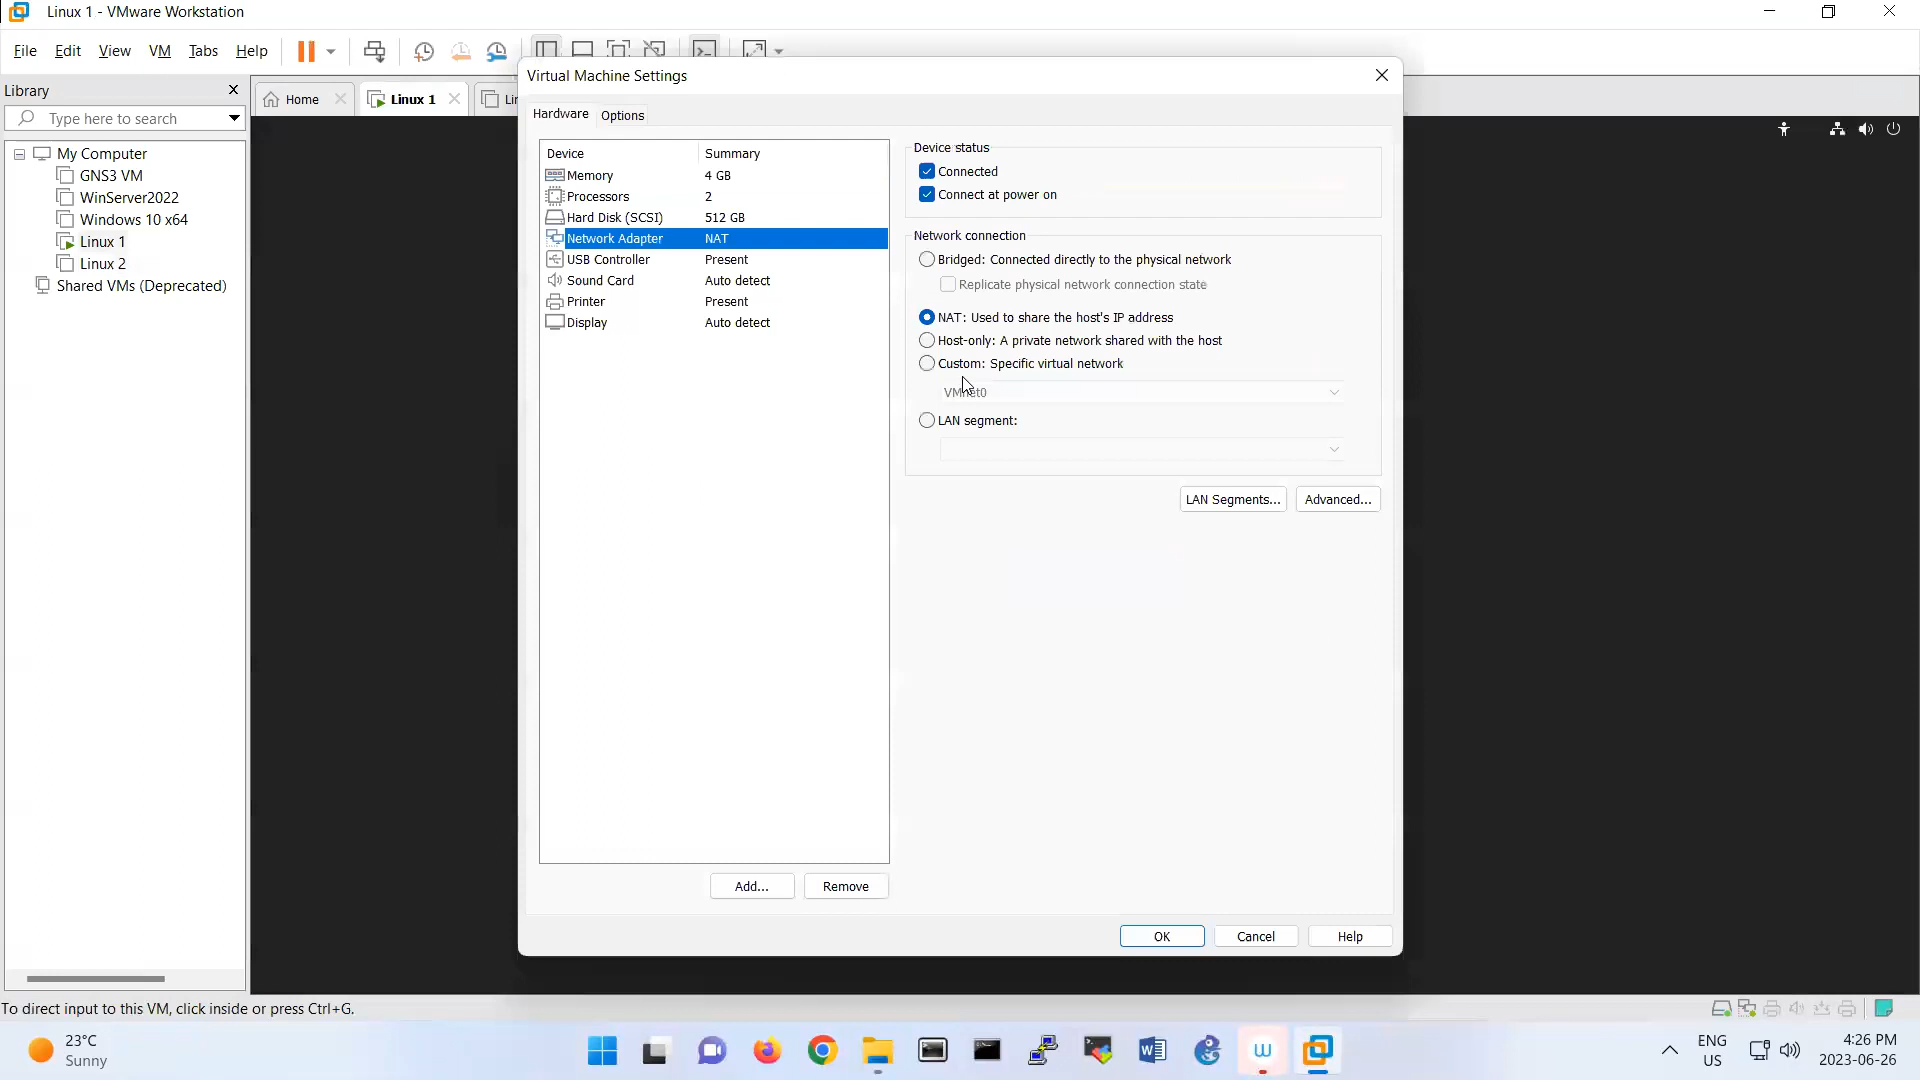 Linux 1 - VMware Workstation
File Edit View VM Tabs Help
Library
Type here to search
My Computer
GNS3 VM
WinServer2022
Windows 10 x64
Linux 1
Linux 2
Shared VMs (Deprecated)
Home
Linux 1
Virtual Machine Settings
Hardware Options
Device Summary
Memory 4 GB
Processors 2
Hard Disk (SCSI) 512 GB
Network Adapter NAT
USB Controller Present
Sound Card Auto detect
Printer Present
Display Auto detect
Add... Remove
Device status
Connected
Connect at power on
Network connection
Bridged: Connected directly to the physical network
Replicate physical network connection state
NAT: Used to share the host's IP address
Host-only: A private network shared with the host
Custom: Specific virtual network
VMnet0
LAN segment:
LAN Segments... Advanced...
OK Cancel Help
To direct input to this VM, click inside or press Ctrl+G.
23°C
Sunny
ENG
US
4:26 PM
2023-06-26